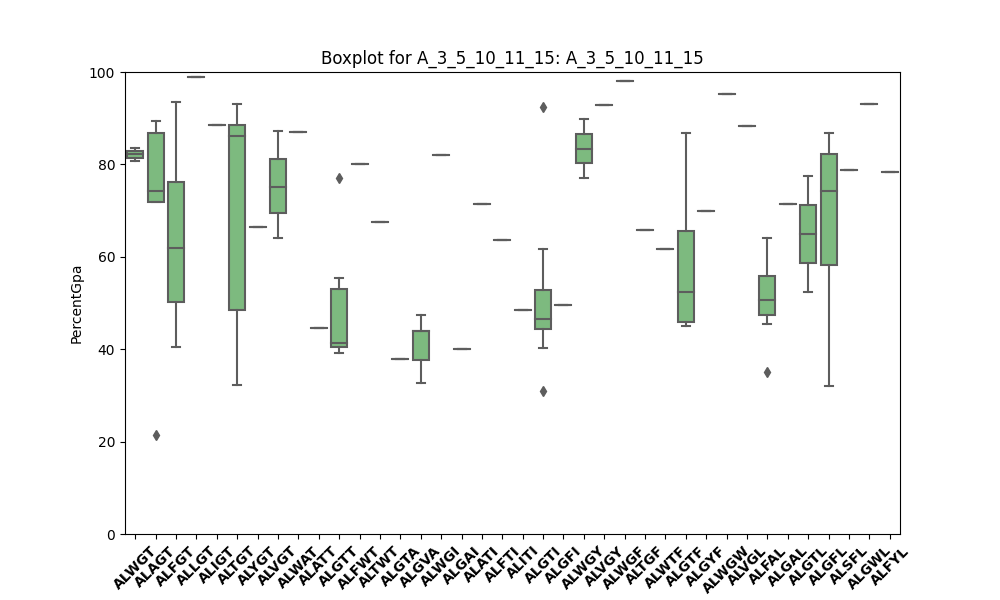 Boxplot for A_3_5_10_11_15: A_3_5_10_11_15
PercentGpa
100
80
60
40
20
0
ALWGT
ALAGT
ALFGT
ALLGT
ALIGT
ALTGT
ALYGT
ALVGT
ALWAT
ALATT
ALGTT
ALFWT
ALTWT
ALGTA
ALGVA
ALWGI
ALGAI
ALATI
ALFTI
ALITI
ALGTI
ALGFI
ALWGY
ALVGY
ALWGF
ALTGF
ALWTF
ALGTF
ALGYF
ALWGW
ALVGL
ALFAL
ALGAL
ALGTL
ALGFL
ALSFL
ALGWL
ALFYL